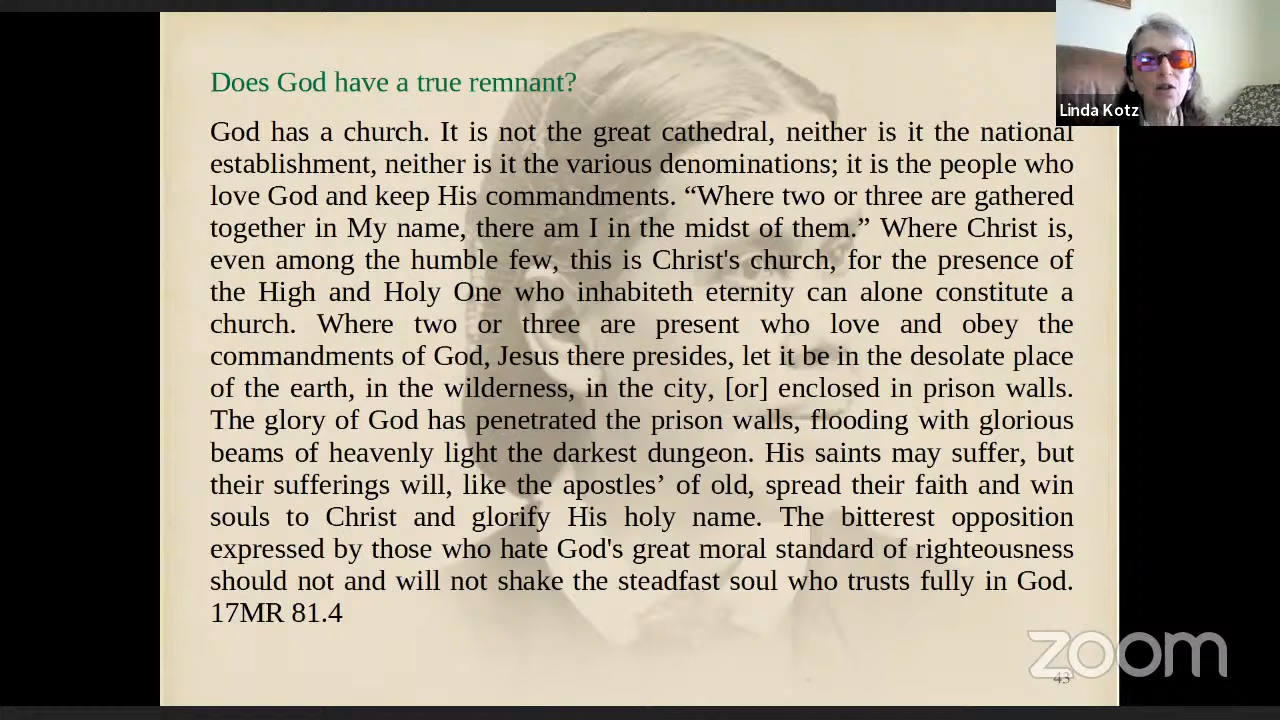 Does God have a true remnant?
God has a church. It is not the great cathedral, neither is it the national
establishment, neither is it the various denominations; it is the people who
love God and keep His commandments. “Where two or three are gathered
together in My name, there am I in the midst of them.” Where Christ is,
even among the humble few, this is Christ's church, for the presence of
the High and Holy One who inhabiteth eternity can alone constitute a
church. Where two or three are present who love and obey the
commandments of God, Jesus there presides, let it be in the desolate place
of the earth, in the wilderness, in the city, [or] enclosed in prison walls.
The glory of God has penetrated the prison walls, flooding with glorious
beams of heavenly light the darkest dungeon. His saints may suffer, but
their sufferings will, like the apostles’ of old, spread their faith and win
souls to Christ and glorify His holy name. The bitterest opposition
expressed by those who hate God's great moral standard of righteousness
should not and will not shake the steadfast soul who trusts fully in God.
17MR 81.4
Linda Kotz
zoom
43